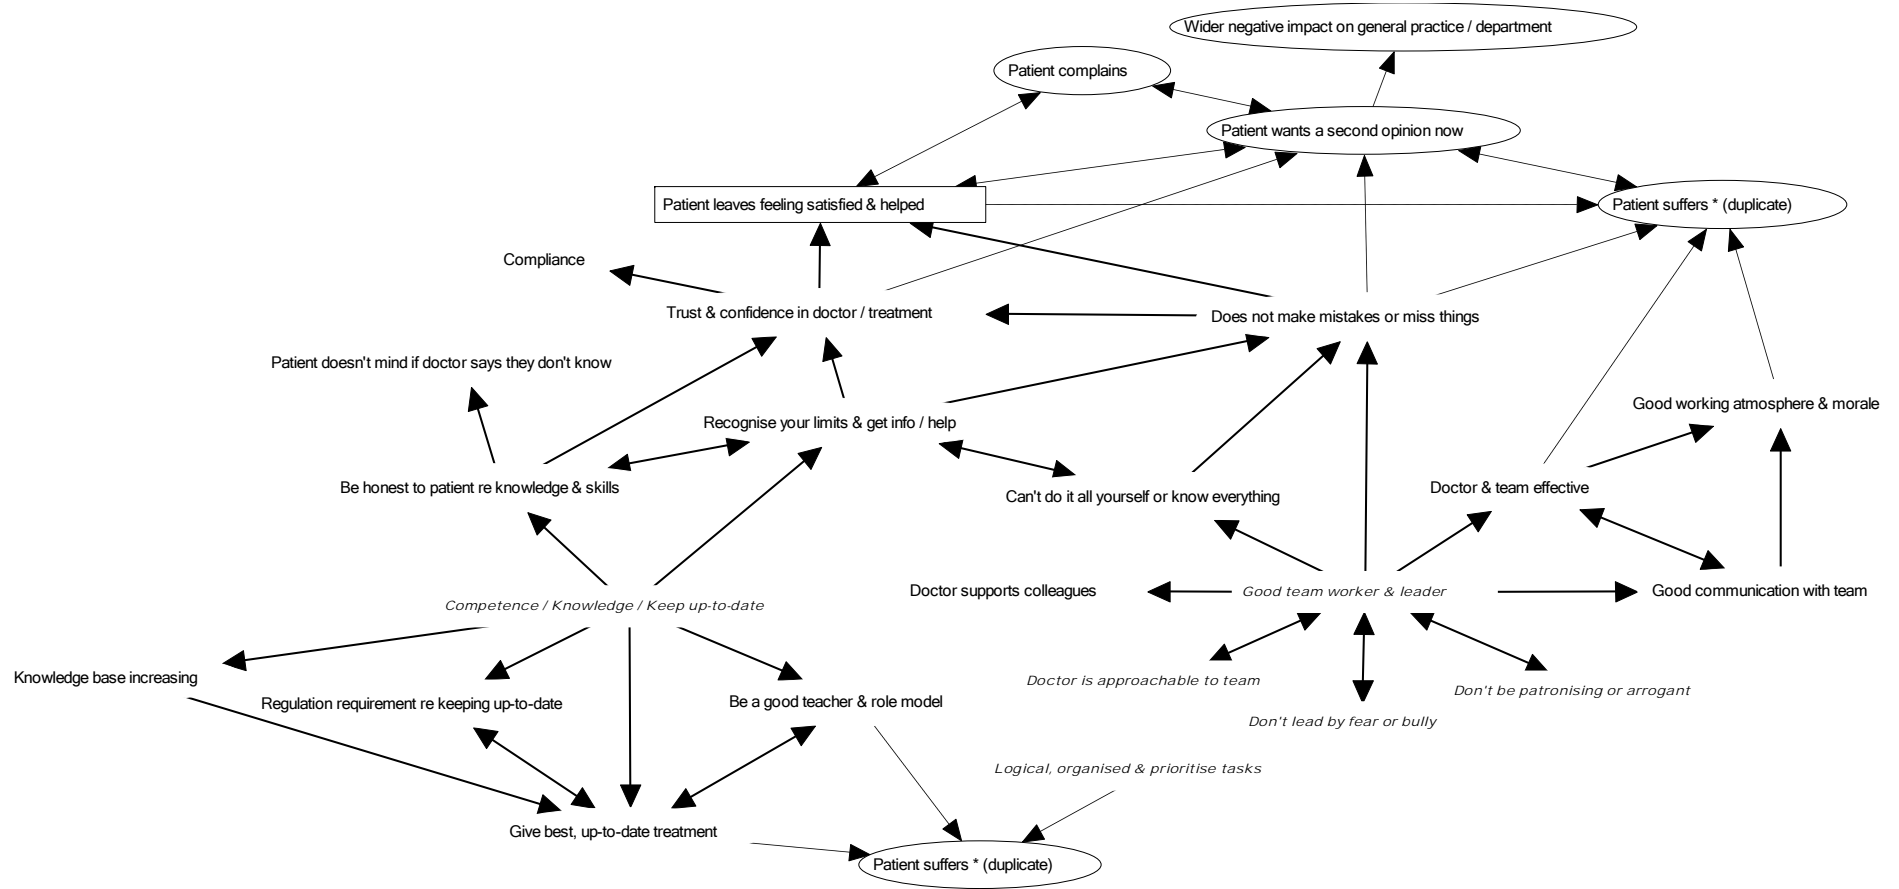 Wider negative impact on general practice / department
Patient complains
Patient wants a second opinion now
Patient leaves feeling satisfied & helped
Patient suffers * (duplicate)
Compliance
Trust & confidence in doctor / treatment
Does not make mistakes or miss things
Patient doesn't mind if doctor says they don't know
Good working atmosphere & morale
Recognise your limits & get info / help
Be honest to patient re knowledge & skills
Can't do it all yourself or know everything
Doctor & team effective
Doctor supports colleagues
Good team worker & leader
Good communication with team
Competence / Knowledge / Keep up-to-date
Knowledge base increasing
Doctor is approachable to team
Don't be patronising or arrogant
Regulation requirement re keeping up-to-date
Be a good teacher & role model
Don't lead by fear or bully
Logical, organised & prioritise tasks
Give best, up-to-date treatment
Patient suffers * (duplicate)